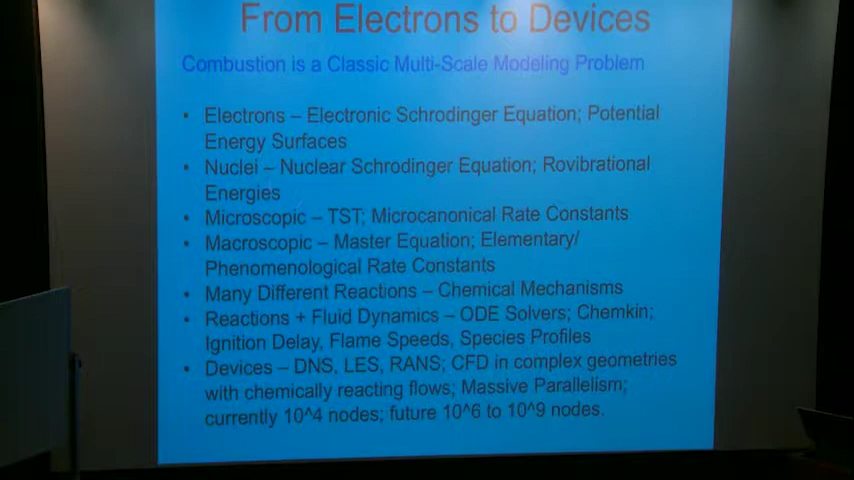 From Electrons to Devices
Combustion is a Classic Multi-Scale Modeling Problem
• Electrons – Electronic Schrodinger Equation; Potential
Energy Surfaces
• Nuclei – Nuclear Schrodinger Equation; Rovibrational
Energies
• Microscopic – TST; Microcanonical Rate Constants
• Macroscopic – Master Equation; Elementary/
Phenomenological Rate Constants
• Many Different Reactions – Chemical Mechanisms
• Reactions + Fluid Dynamics – ODE Solvers; Chemkin;
Ignition Delay, Flame Speeds, Species Profiles
• Devices – DNS, LES, RANS; CFD in complex geometries
with chemically reacting flows; Massive Parallelism;
currently 10^4 nodes; future 10^6 to 10^9 nodes.